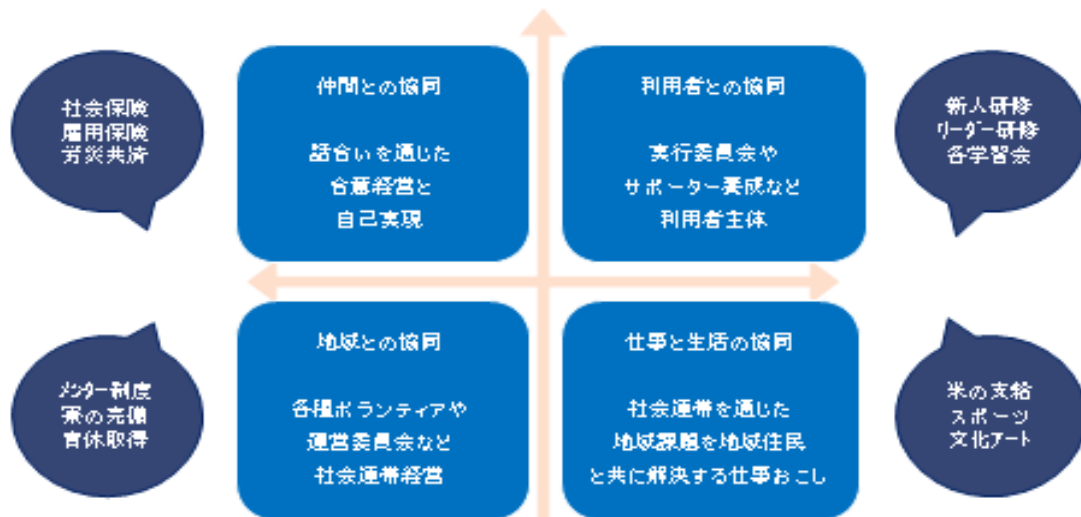 社会保険
雇用保険
労災共済
仲間との協同
話合いを通じた
合意経営と
自己実現
利用者との協同
実行委員会や
サポーター養成など
利用者主体
新人研修
リーダー研修
各学習会
メンター制度
寮の完備
育休取得
地域との協同
各種ボランティアや
運営委員会など
社会連帯経営
仕事と生活の協同
社会連帯を通じた
地域課題を地域住民
と共に解決する仕事おこし
米の支給
スポーツ
文化アート